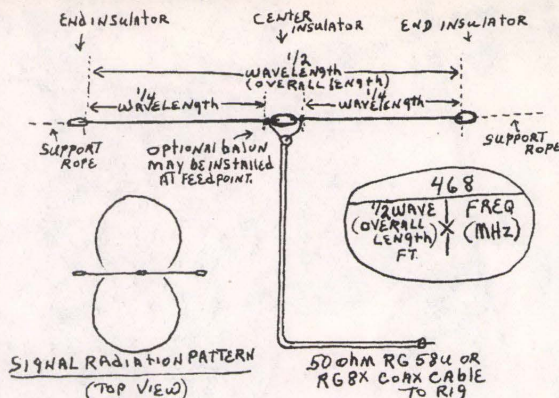 END INSULATOR
CENTER
INSULATOR
END INSULATOR
1/2
WAVELENGTH
(OVERALL LENGTH)
1/4
WAVELENGTH
1/4
WAVELENGTH
SUPPORT
ROPE
OPTIONAL BALUN
MAY BE INSTALLED
AT FEEDPOINT.
SUPPORT
ROPE
468
1/2 WAVE
(OVERALL
LENGTH)
FT.
X
FREQ
(MHz)
SIGNAL RADIATION PATTERN
(TOP VIEW)
50 ohm RG 58U OR
RG8X COAX CABLE
TO RIG